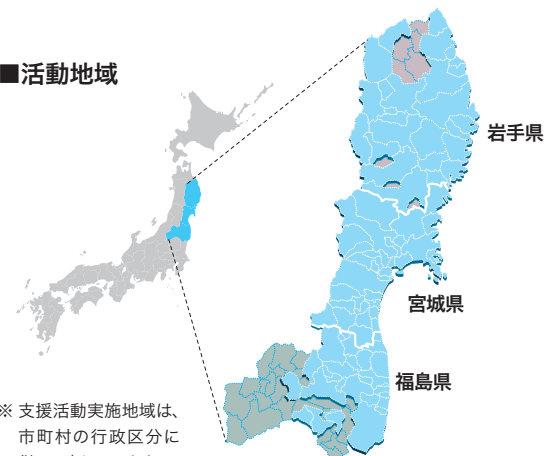 ■活動地域
岩手県
宮城県
福島県
※ 支援活動実施地域は、
市町村の行政区分に